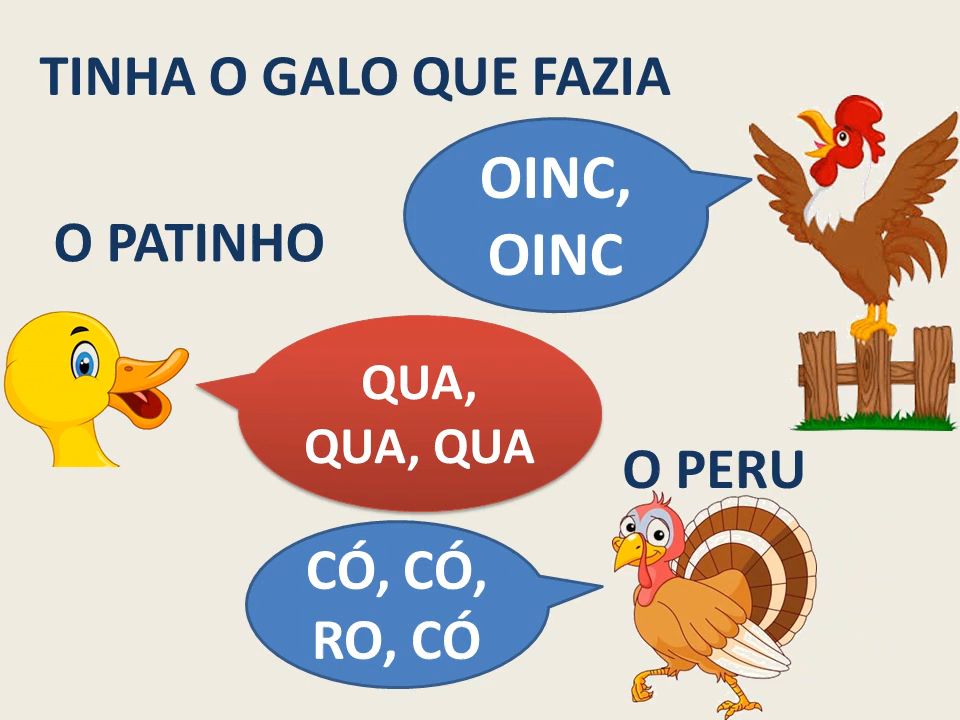 TINHA O GALO QUE FAZIA
OINC,
OINC
O PATINHO
QUA,
QUA, QUA
O PERU
CÓ, CÓ,
RO, CÓ